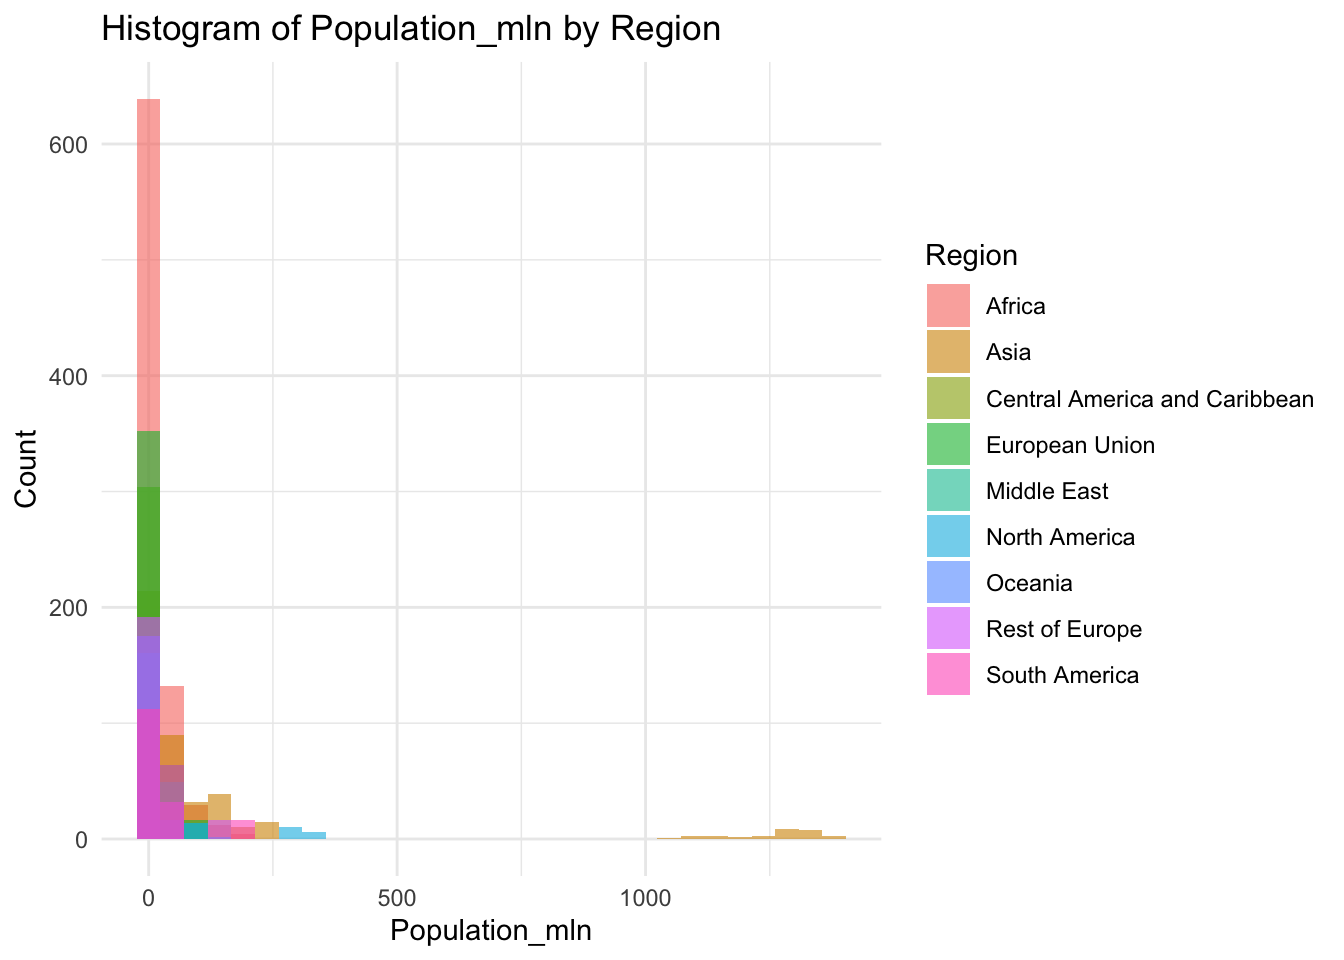 Histogram of Population_mln by Region
600
400
200
0
Count
0
500
1000
Population_mln
Region
Africa
Asia
Central America and Caribbean
European Union
Middle East
North America
Oceania
Rest of Europe
South America